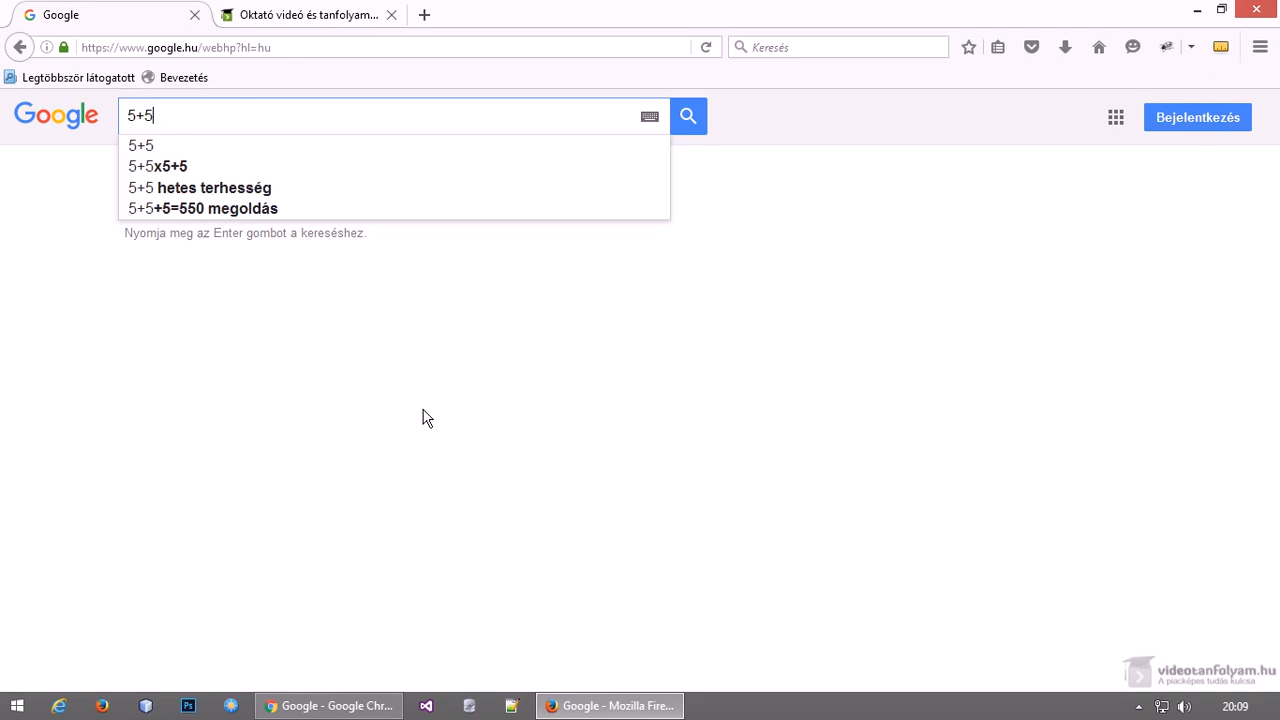 Google
Oktató videó és tanfolyam...
https://www.google.hu/webhp?hl=hu
Keresés
Legtöbbször látogatott
Bevezetés
Google
5+5
Bejelentkezés
5+5
5+5x5+5
5+5 hetes terhesség
5+5+5=550 megoldás
Nyomja meg az Enter gombot a kereséshez.
videotanfolyam.hu
A piacképes tudás kulcsa
Ps
Google - Google Chr...
Google - Mozilla Fire...
20:09